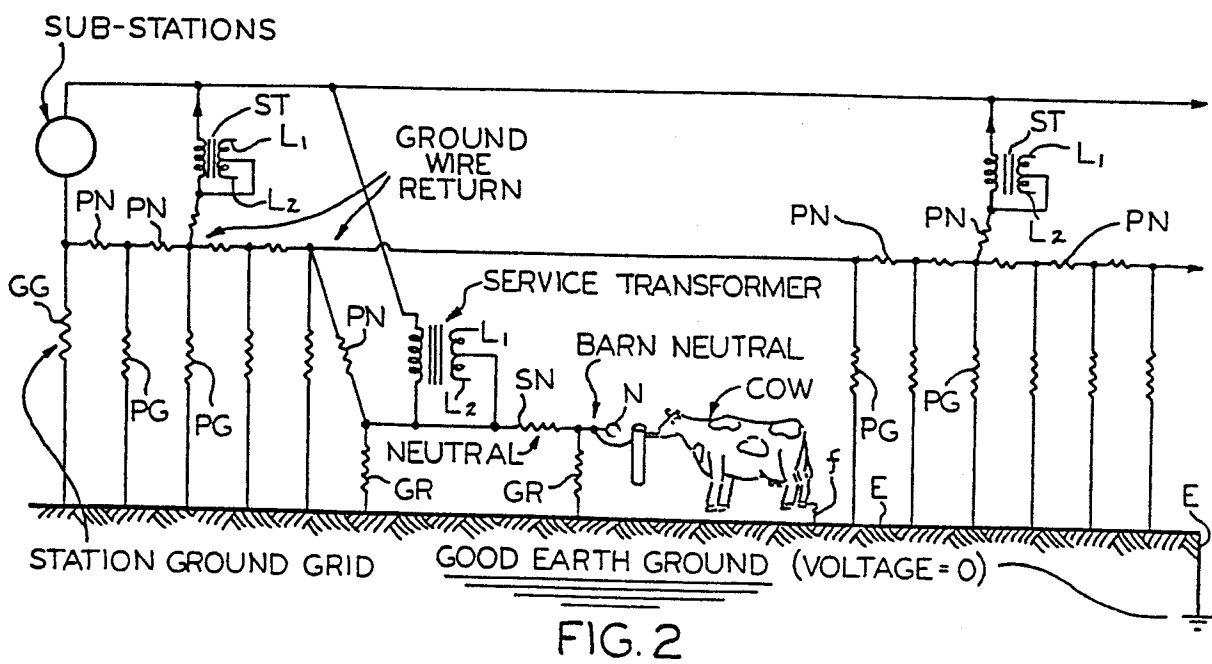 SUB-STATIONS
ST
L1
L2
GROUND
WIRE
RETURN
ST
L1
L2
PN
PN
PN
PN
PN
GG
PN
SERVICE TRANSFORMER
L1
L2
BARN NEUTRAL
SN
N
COW
PG
PG
NEUTRAL
GR
GR
f
PG
PG
E
E
STATION GROUND GRID
GOOD EARTH GROUND (VOLTAGE=0)
FIG. 2